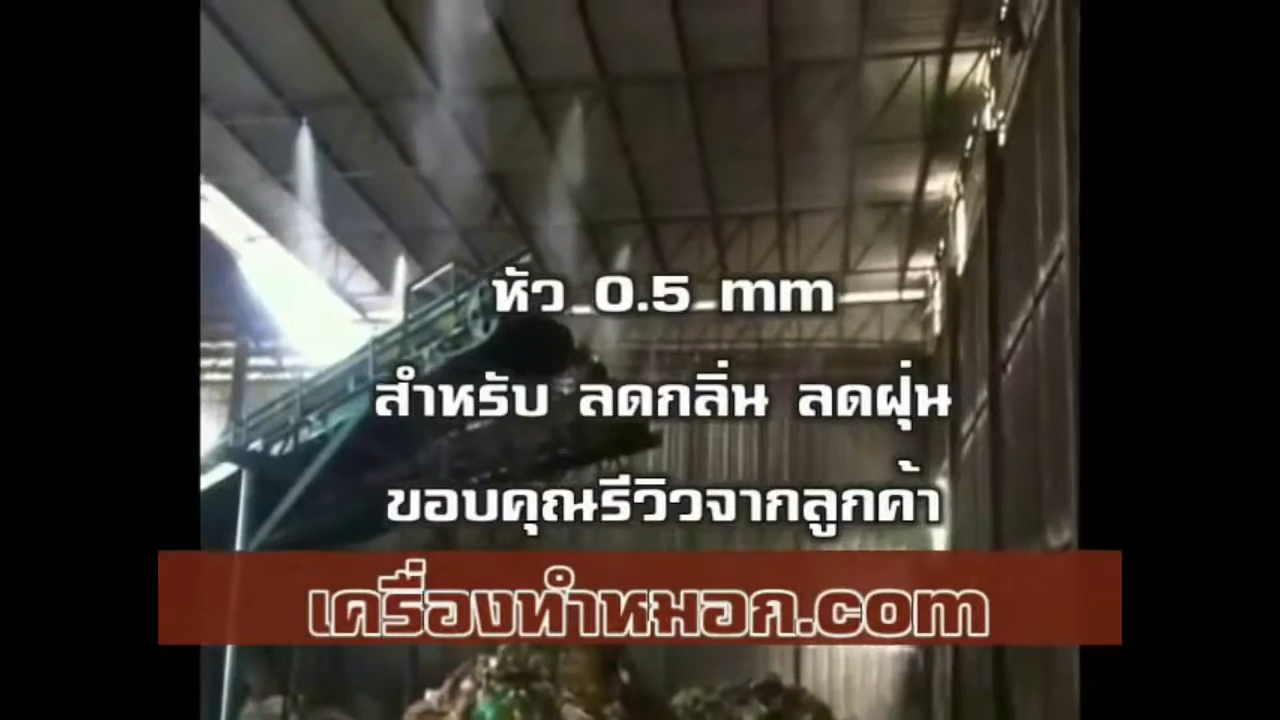 หัว 0.5 mm
สำหรับ ลดกลิ่น ลดฝุ่น
ขอบคุณรีวิวจากลูกค้า
เครื่องทำหมอก.com